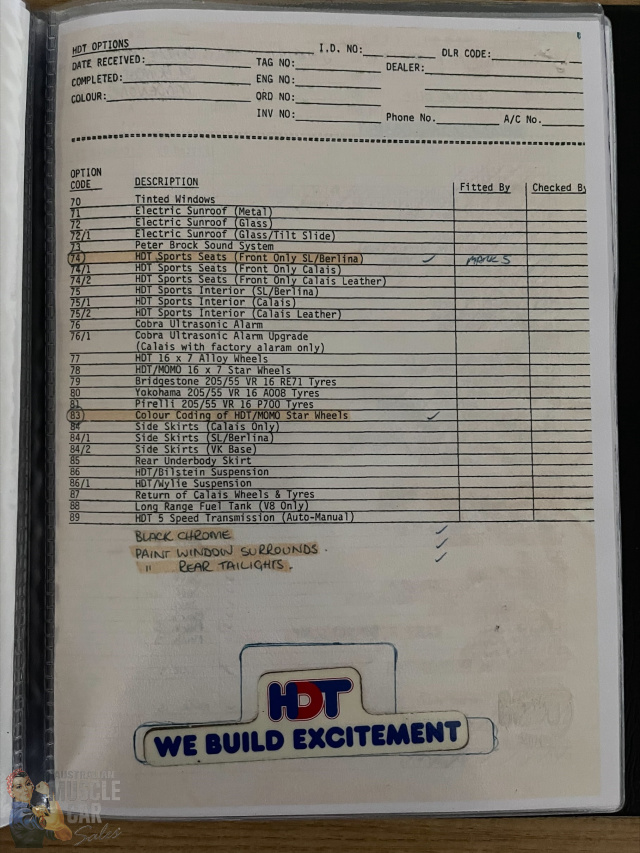 HDT OPTIONS
I.D. NO:
DLR CODE:
DATE RECEIVED:
TAG NO:
DEALER:
COMPLETED:
ENG NO:
COLOUR:
ORD NO:
INV NO:
Phone No.
A/C No.
OPTION CODE DESCRIPTION Fitted By Checked By
70 Tinted Windows
71 Electric Sunroof (Metal)
72 Electric Sunroof (Glass)
72/1 Electric Sunroof (Glass/Tilt Slide)
73 Peter Brock Sound System
74) HDT Sports Seats (Front Only SL/Berlina) ✓ MARK S
74/1 HDT Sports Seats (Front Only Calais)
74/2 HDT Sports Seats (Front Only Calais Leather)
75 HDT Sports Interior (SL/Berlina)
75/1 HDT Sports Interior (Calais)
75/2 HDT Sports Interior (Calais Leather)
76 Cobra Ultrasonic Alarm
76/1 Cobra Ultrasonic Alarm Upgrade
(Calais with factory alaram only)
77 HDT 16 x 7 Alloy Wheels
78 HDT/MOMO 16 x 7 Star Wheels
79 Bridgestone 205/55 VR 16 RE71 Tyres
80 Yokohama 205/55 VR 16 A008 Tyres
81 Pirelli 205/55 VR 16 P700 Tyres
83) Colour Coding of HDT/MOMO Star Wheels ✓
84 Side Skirts (Calais Only)
84/1 Side Skirts (SL/Berlina)
84/2 Side Skirts (VK Base)
85 Rear Underbody Skirt
86 HDT/Bilstein Suspension
86/1 HDT/Wylie Suspension
87 Return of Calais Wheels & Tyres
88 Long Range Fuel Tank (V8 Only)
89 HDT 5 Speed Transmission (Auto-Manual)
BLACK CHROME ✓
PAINT WINDOW SURROUNDS. ✓
" REAR TAILIGHTS. ✓
HDT
WE BUILD EXCITEMENT
AUSTRALIAN
MUSCLE
CAR
Sales